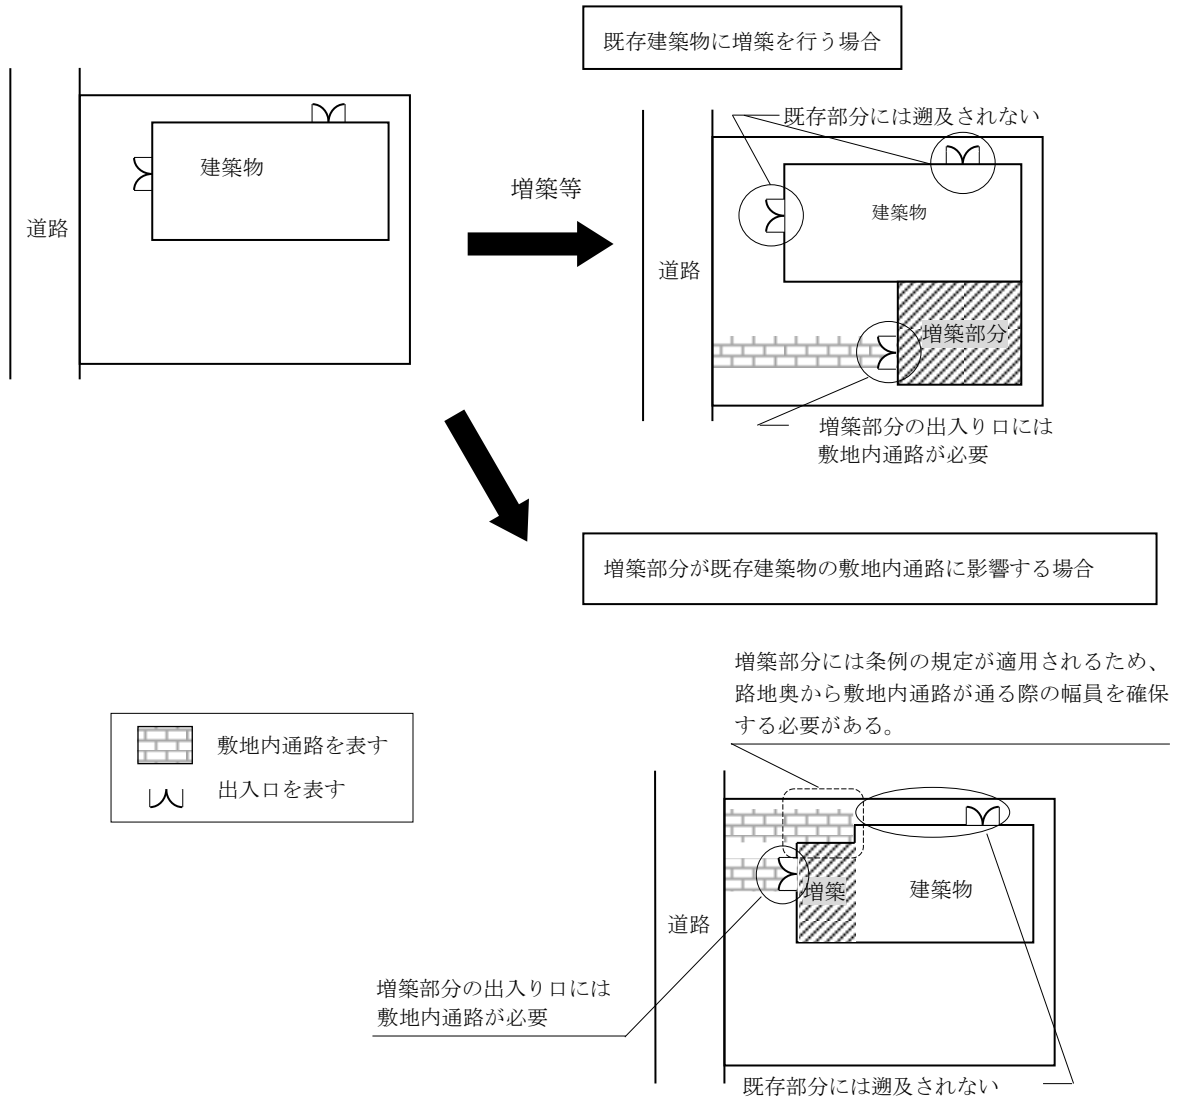 既存建築物に増築を行う場合
既存部分には遡及されない
建築物
道路
増築等
建築物
道路
増築部分
増築部分の出入り口には
敷地内通路が必要
増築部分が既存建築物の敷地内通路に影響する場合
増築部分には条例の規定が適用されるため、
路地奥から敷地内通路が通る際の幅員を確保
する必要がある。
敷地内通路を表す
出入口を表す
増築
建築物
道路
増築部分の出入り口には
敷地内通路が必要
既存部分には遡及されない